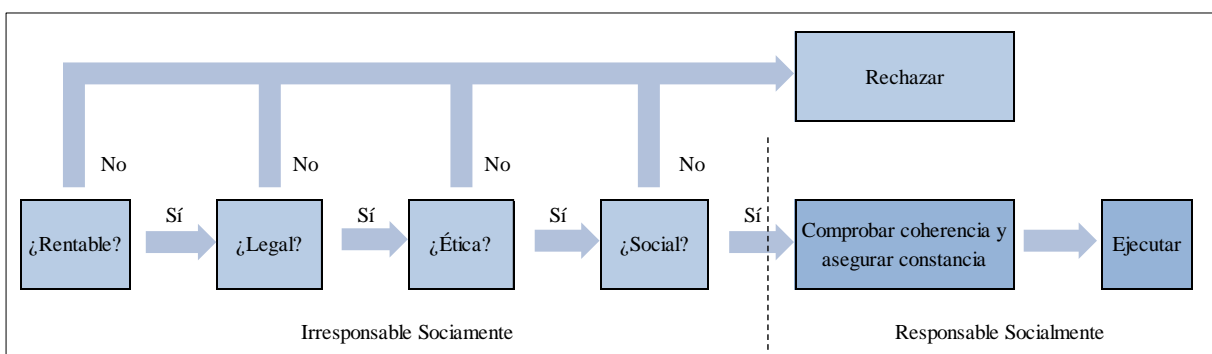 Rechazar
No
No
No
No
Sí
Sí
Sí
Sí
¿Rentable?
¿Legal?
¿Ética?
¿Social?
Comprobar coherencia y
asegurar constancia
Ejecutar
Irresponsable Sociamente
Responsable Socialmente